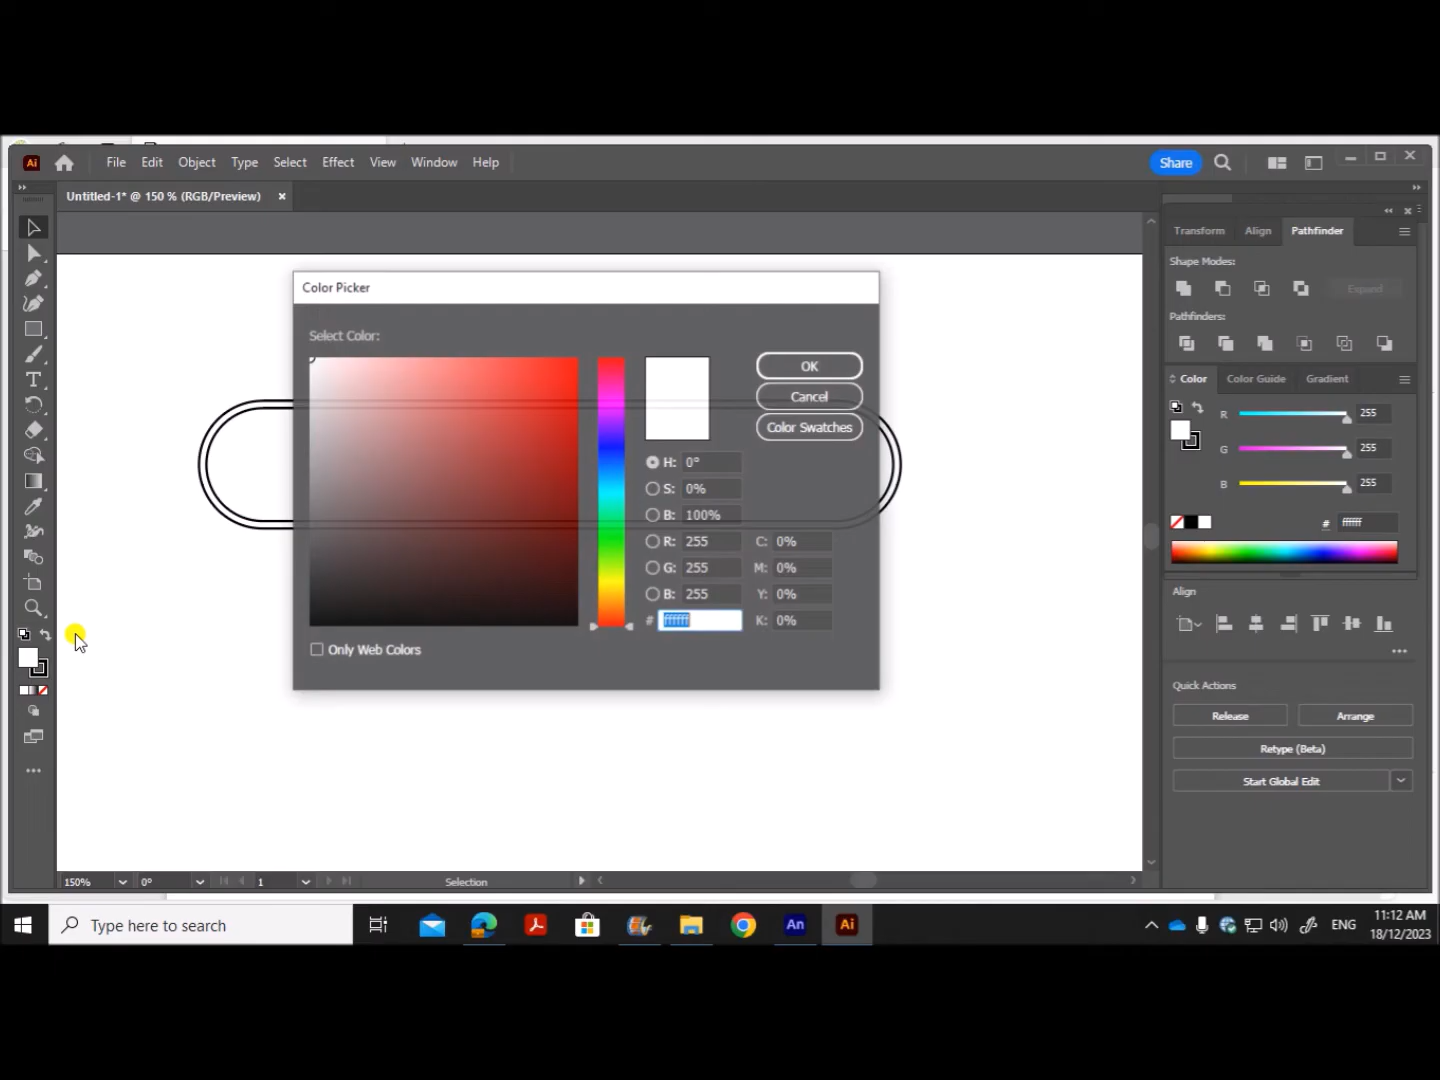 Ai File Edit Object Type Select Effect View Window Help Share
Untitled-1* @ 150 % (RGB/Preview)
Transform Align Pathfinder
Shape Modes:
Expand
Pathfinders:
Color Color Guide Gradient
R 255
G 255
B 255
# ffffff
Align
Quick Actions
Release Arrange
Retype (Beta)
Start Global Edit
Color Picker
Select Color:
OK
Cancel
Color Swatches
H: 0°
S: 0%
B: 100%
R: 255 C: 0%
G: 255 M: 0%
B: 255 Y: 0%
# ffffff K: 0%
Only Web Colors
150% 0° 1 Selection
Type here to search
An Ai
ENG
11:12 AM
18/12/2023